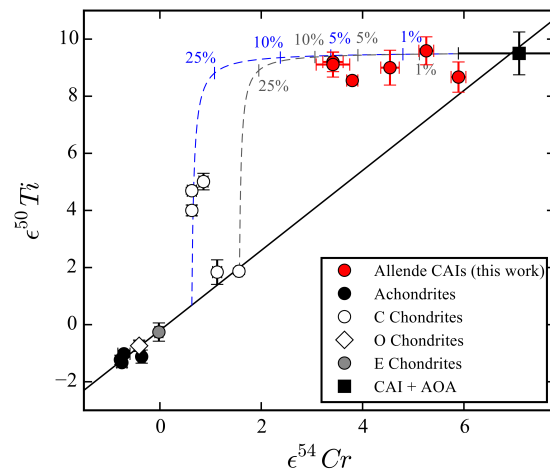 10
8
6
4
2
0
−2
ϵ⁵⁰Ti
25%
10%
5%
1%
10%
5%
1%
25%
Allende CAIs (this work)
Achondrites
C Chondrites
O Chondrites
E Chondrites
CAI + AOA
0 2 4 6
ϵ⁵⁴Cr